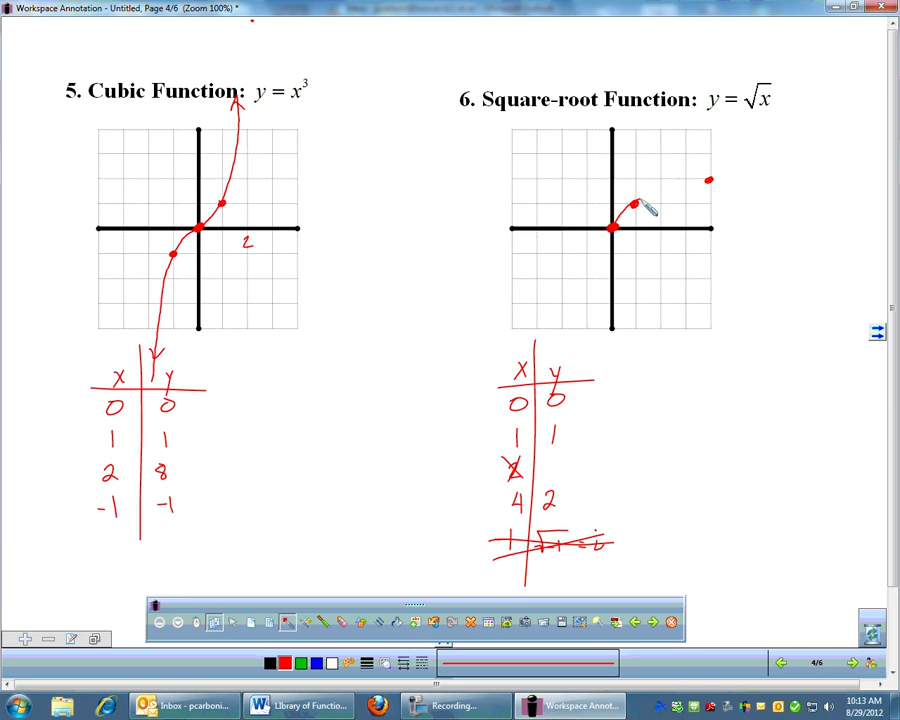 Workspace Annotation - Untitled, Page 4/6 (Zoom 100%) *
5. Cubic Function: y = x³
2
x y
0 0
1 1
2 8
-1 -1
6. Square-root Function: y = √x
x y
0 0
1 1
4 2
4/6
Inbox - pcarboni...
W LIbrary of Functio...
Recording...
Workspace Annot...
10:13 AM
8/29/2012